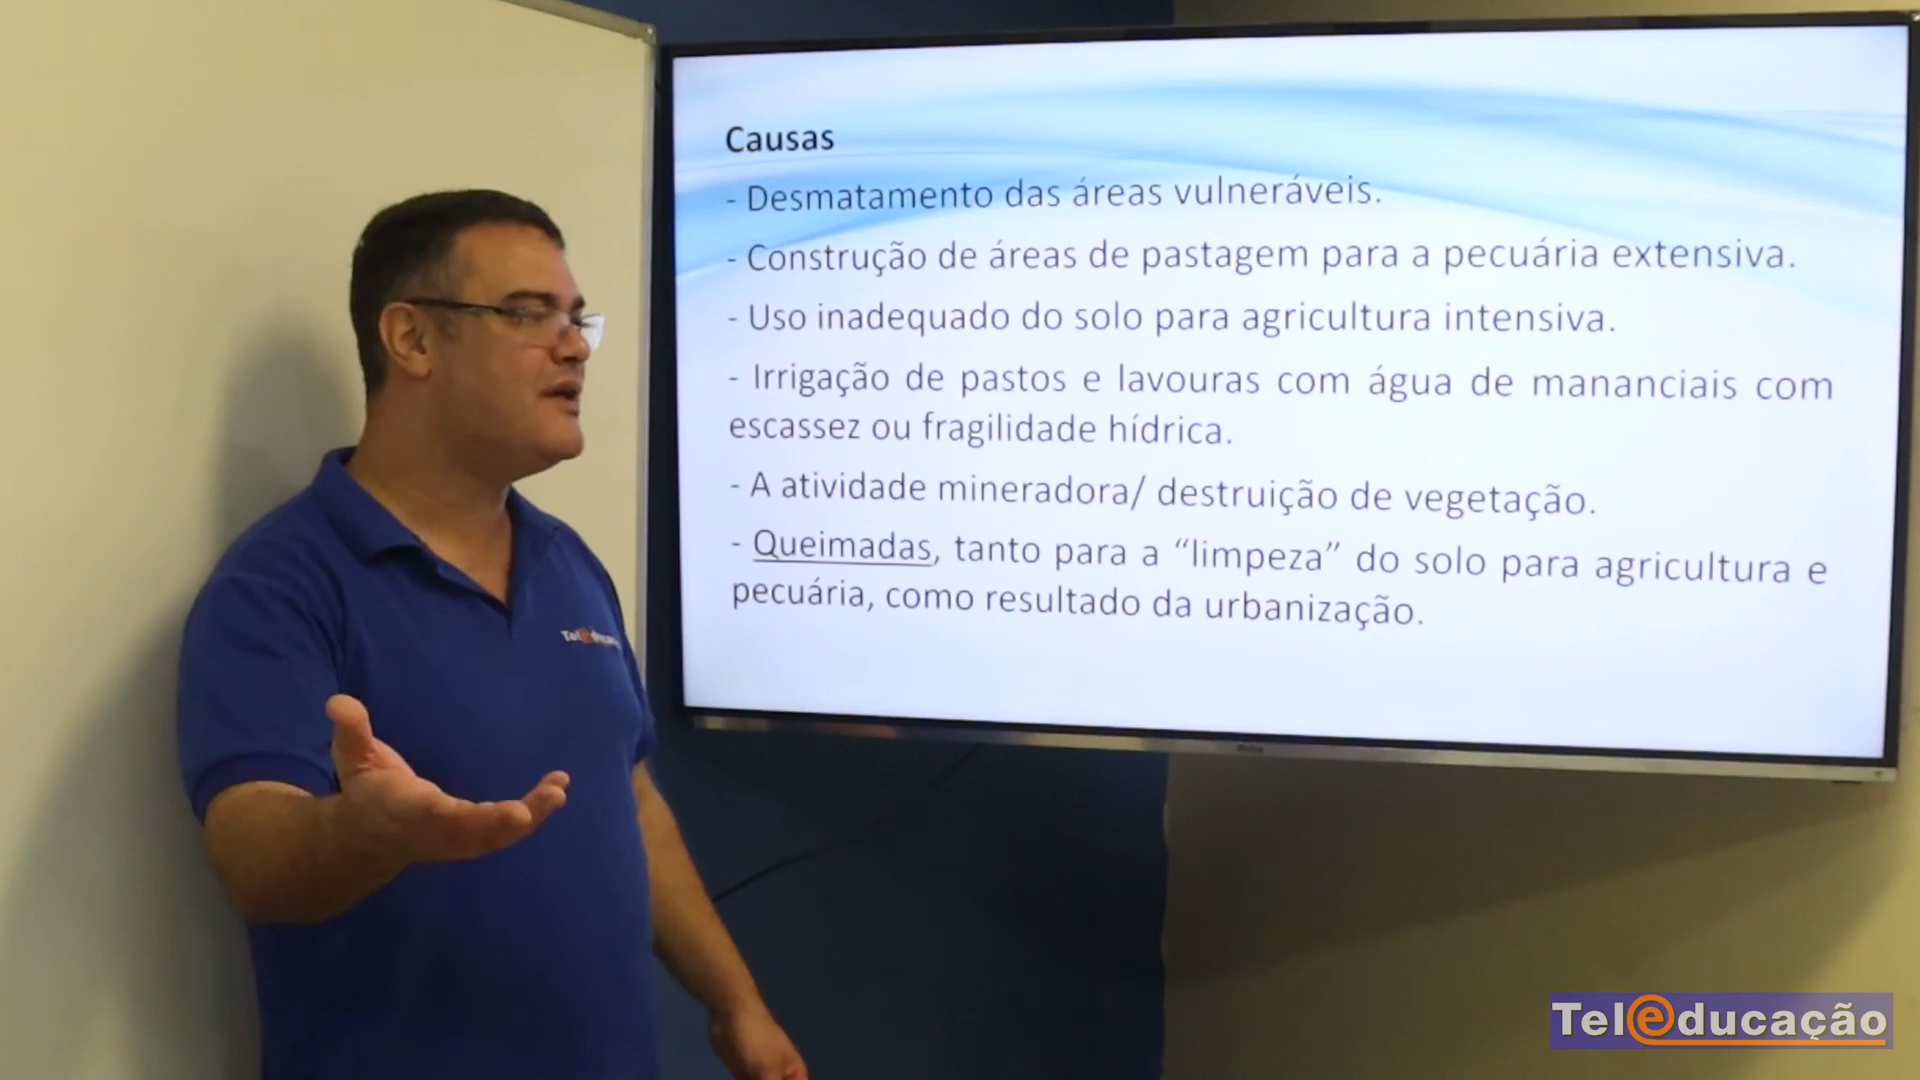 Causas
- Desmatamento das áreas vulneráveis.
- Construção de áreas de pastagem para a pecuária extensiva.
- Uso inadequado do solo para agricultura intensiva.
- Irrigação de pastos e lavouras com água de mananciais com
escassez ou fragilidade hídrica.
- A atividade mineradora/ destruição de vegetação.
- Queimadas, tanto para a “limpeza” do solo para agricultura e
pecuária, como resultado da urbanização.
Teleducação